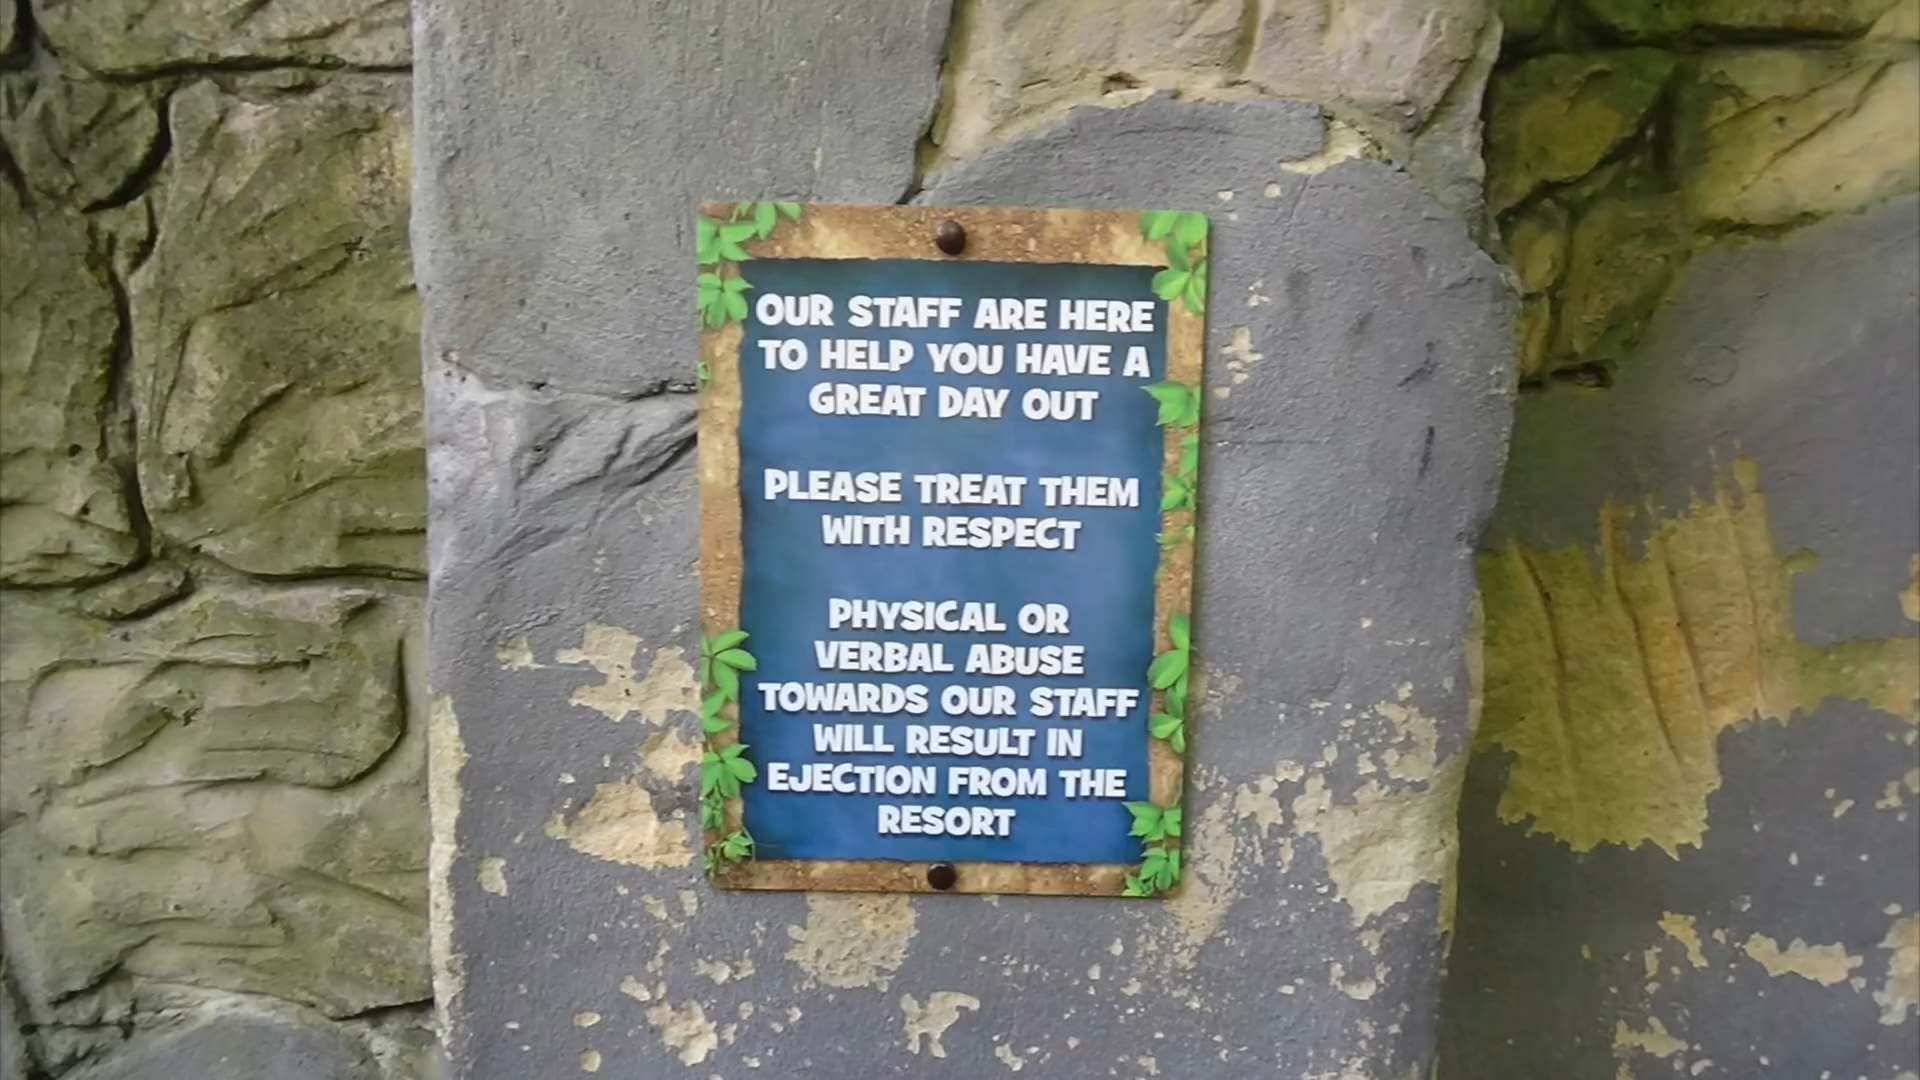 OUR STAFF ARE HERE
TO HELP YOU HAVE A
GREAT DAY OUT
PLEASE TREAT THEM
WITH RESPECT
PHYSICAL OR
VERBAL ABUSE
TOWARDS OUR STAFF
WILL RESULT IN
EJECTION FROM THE
RESORT